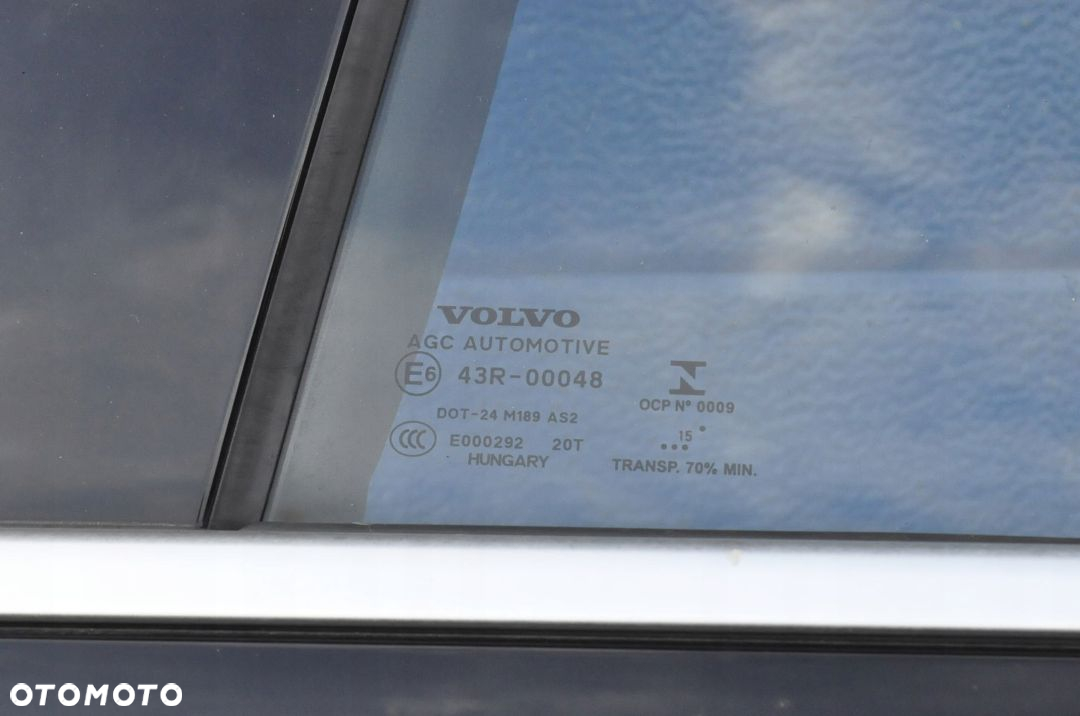 VOLVO
AGC AUTOMOTIVE
E6 43R-00048
DOT-24 M189 AS2
CCC E000292 20T
HUNGARY
N
OCP N° 0009
15
TRANSP. 70% MIN.
OTOMOTO